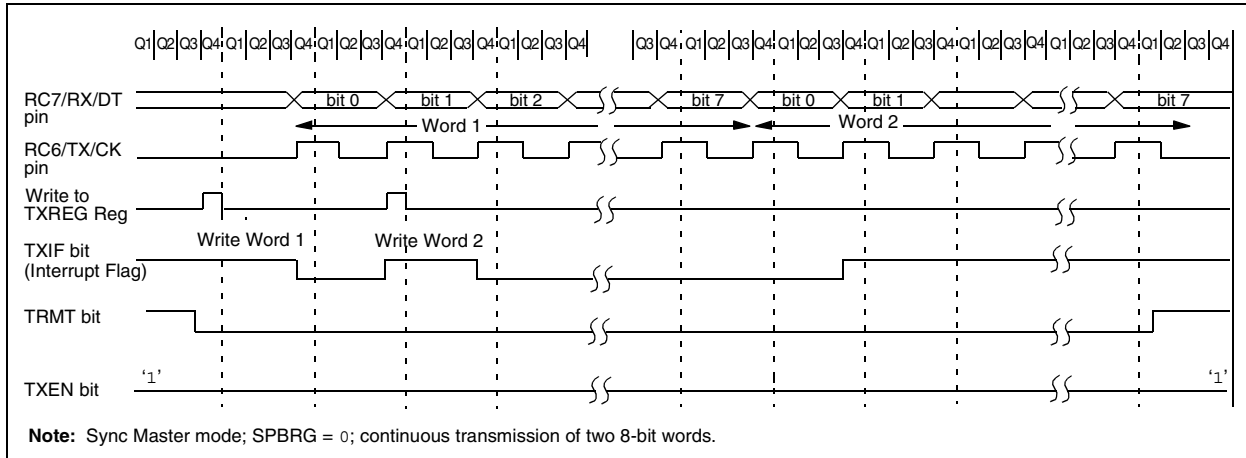 Q1 Q2 Q3 Q4 Q1 Q2 Q3 Q4 Q1 Q2 Q3 Q4 Q1 Q2 Q3 Q4 Q1 Q2 Q3 Q4 Q3 Q4 Q1 Q2 Q3 Q4 Q1 Q2 Q3 Q4 Q1 Q2 Q3 Q4 Q1 Q2 Q3 Q4 Q1 Q2 Q3 Q4 Q1 Q2 Q3 Q4
RC7/RX/DT
pin
bit 0 bit 1 bit 2 bit 7 bit 0 bit 1 bit 7
Word 1 Word 2
RC6/TX/CK
pin
Write to
TXREG Reg
Write Word 1 Write Word 2
TXIF bit
(Interrupt Flag)
TRMT bit
TXEN bit
‘1’ ‘1’
Note: Sync Master mode; SPBRG = 0; continuous transmission of two 8-bit words.